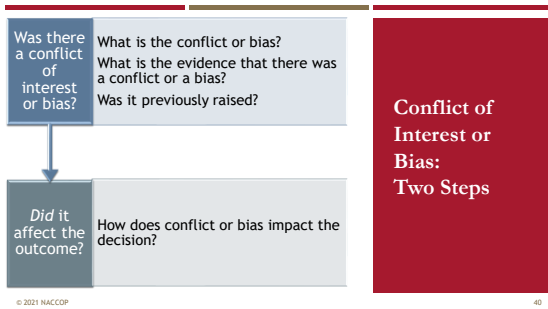 Was there
a conflict
of
interest
or bias?
What is the conflict or bias?
What is the evidence that there was
a conflict or a bias?
Was it previously raised?
Did it
affect the
outcome?
How does conflict or bias impact the
decision?
Conflict of
Interest or
Bias:
Two Steps
© 2021 NACCOP
40